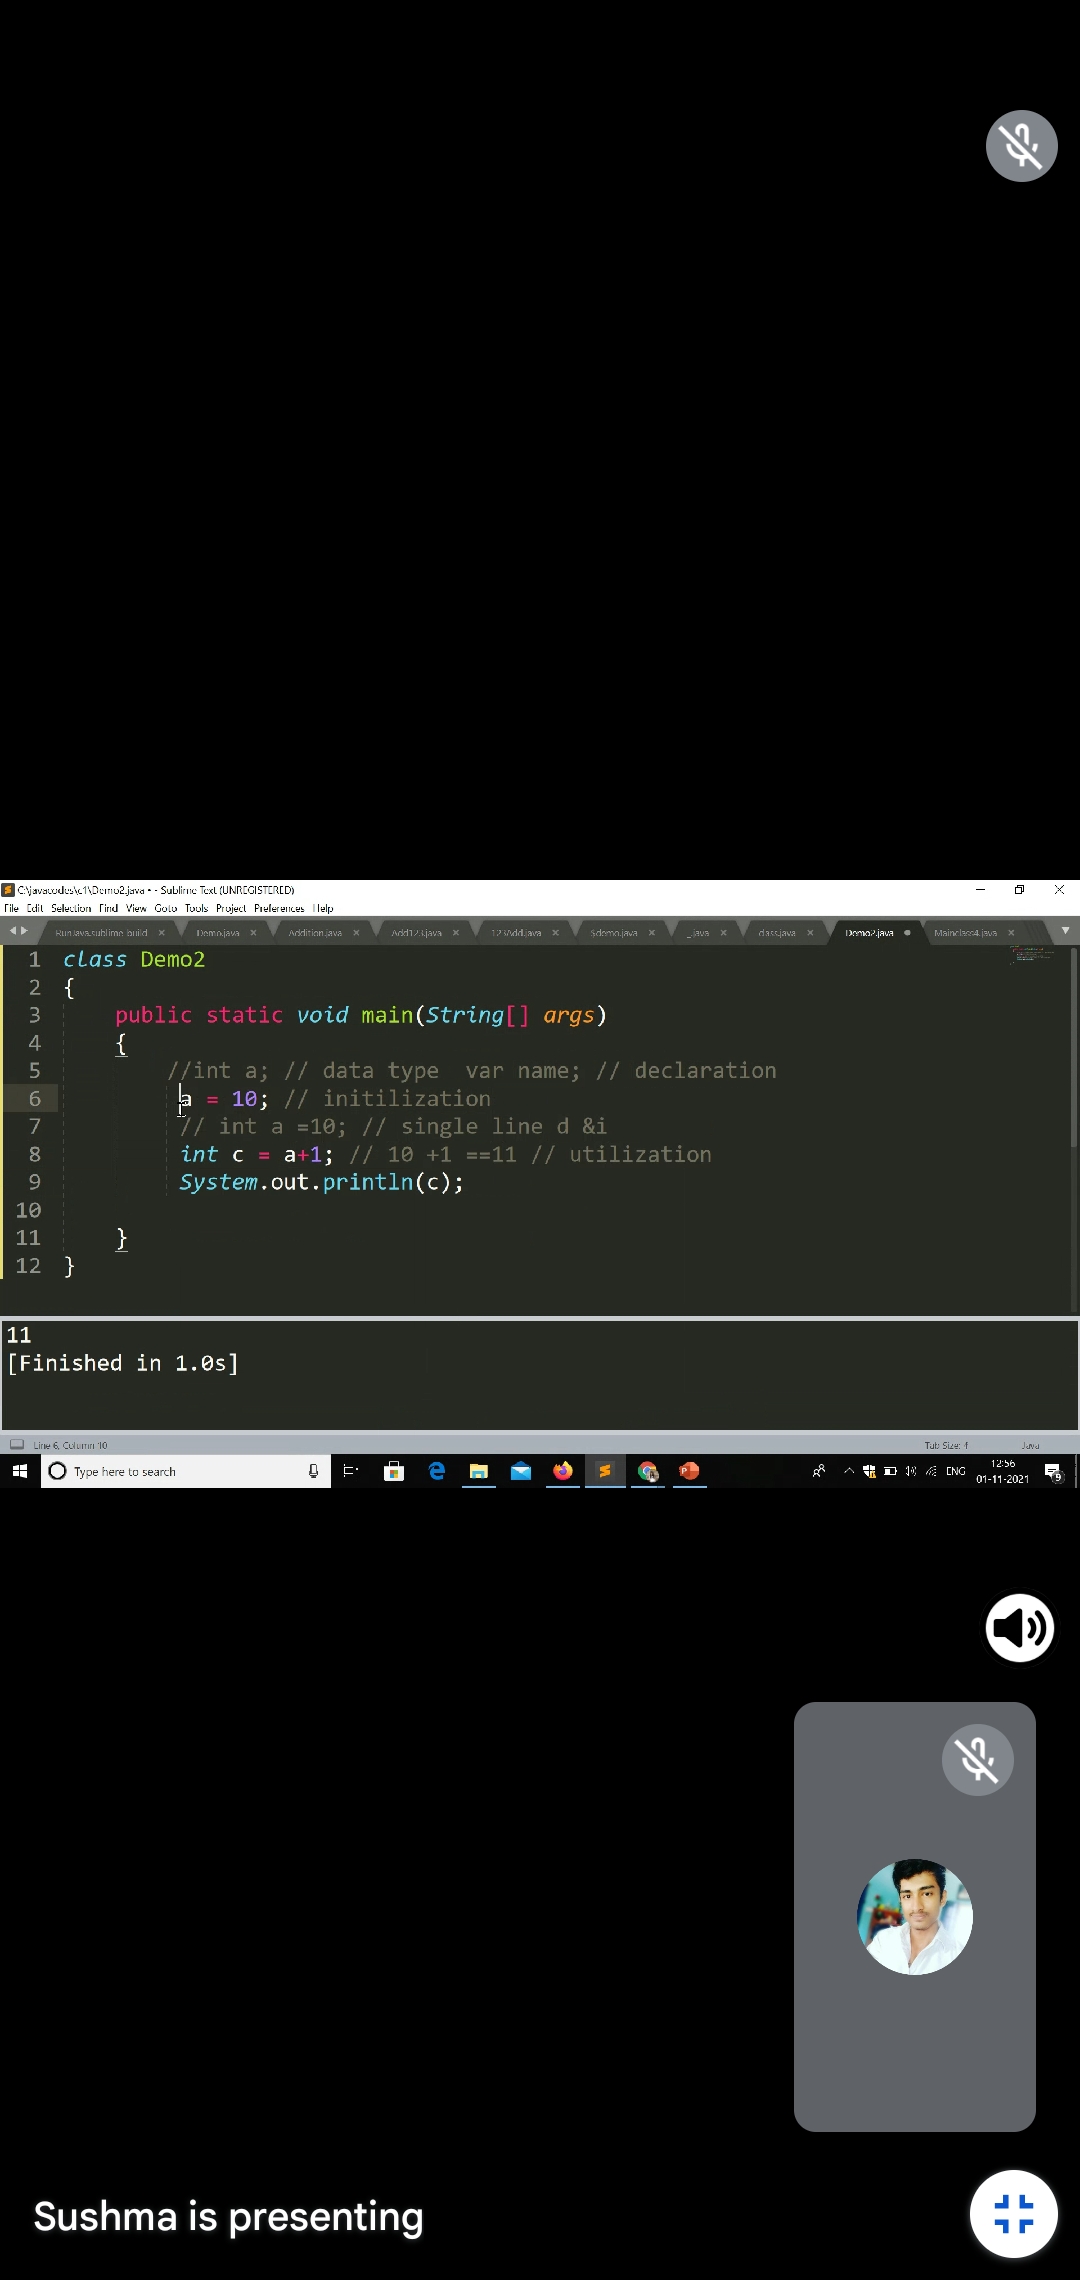 C:\javacodes\c1\Demo2.java • - Sublime Text (UNREGISTERED)
File Edit Selection Find View Goto Tools Project Preferences Help
RunJava.sublime-build Demo.java Addition.java Add123.java 123Add.java $demo.java _.java class.java Demo2.java Mainclass4.java
1 class Demo2
2 {
3 public static void main(String[] args)
4 {
5 //int a; // data type var name; // declaration
6 a = 10; // initilization
7 // int a =10; // single line d &i
8 int c = a+1; // 10 +1 ==11 // utilization
9 System.out.println(c);
10
11 }
12 }
11
[Finished in 1.0s]
Line 6, Column 10 Tab Size: 4 Java
Type here to search
ENG
12:56
01-11-2021
9
Sushma is presenting